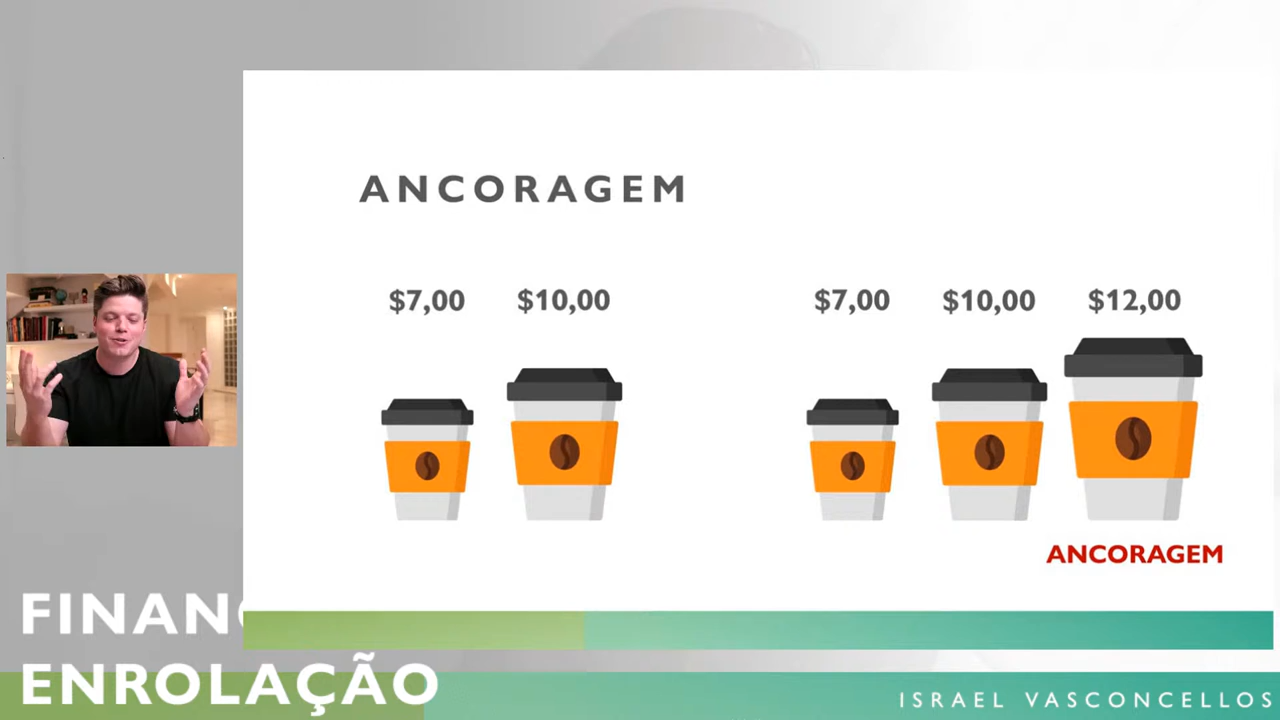 ANCORAGEM
$7,00 $10,00 $7,00 $10,00 $12,00
ANCORAGEM
ENROLAÇÃO
ISRAEL VASCONCELLOS